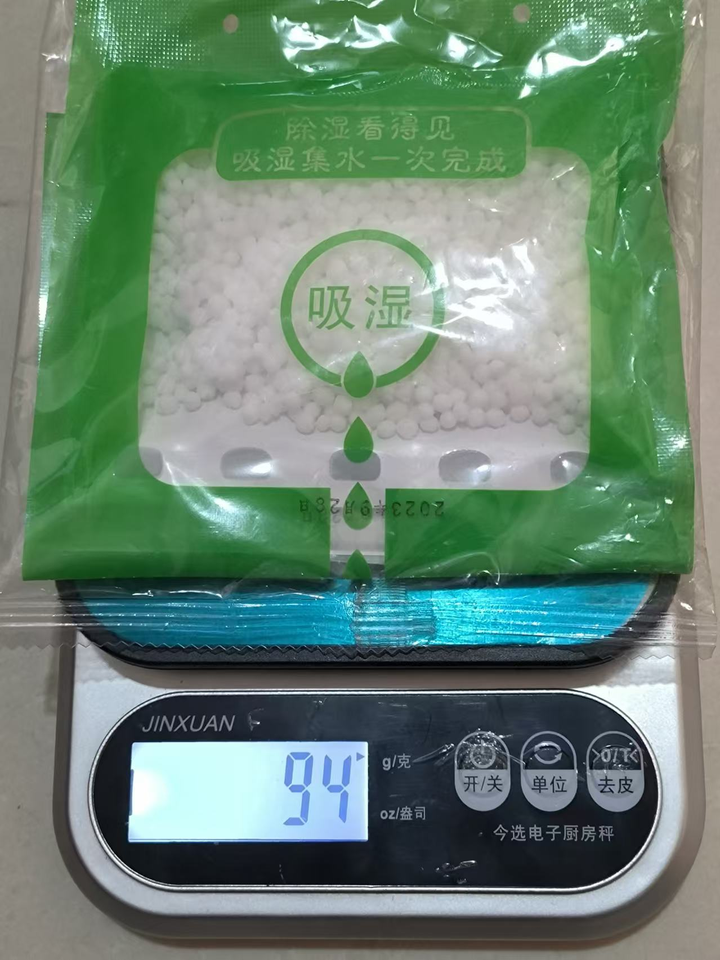 除湿看得见
吸湿集水一次完成
吸湿
2023年9月26日
JINXUAN
94
g/克
oz/盎司
开/关
单位
>0/T<
去皮
今选电子厨房秤